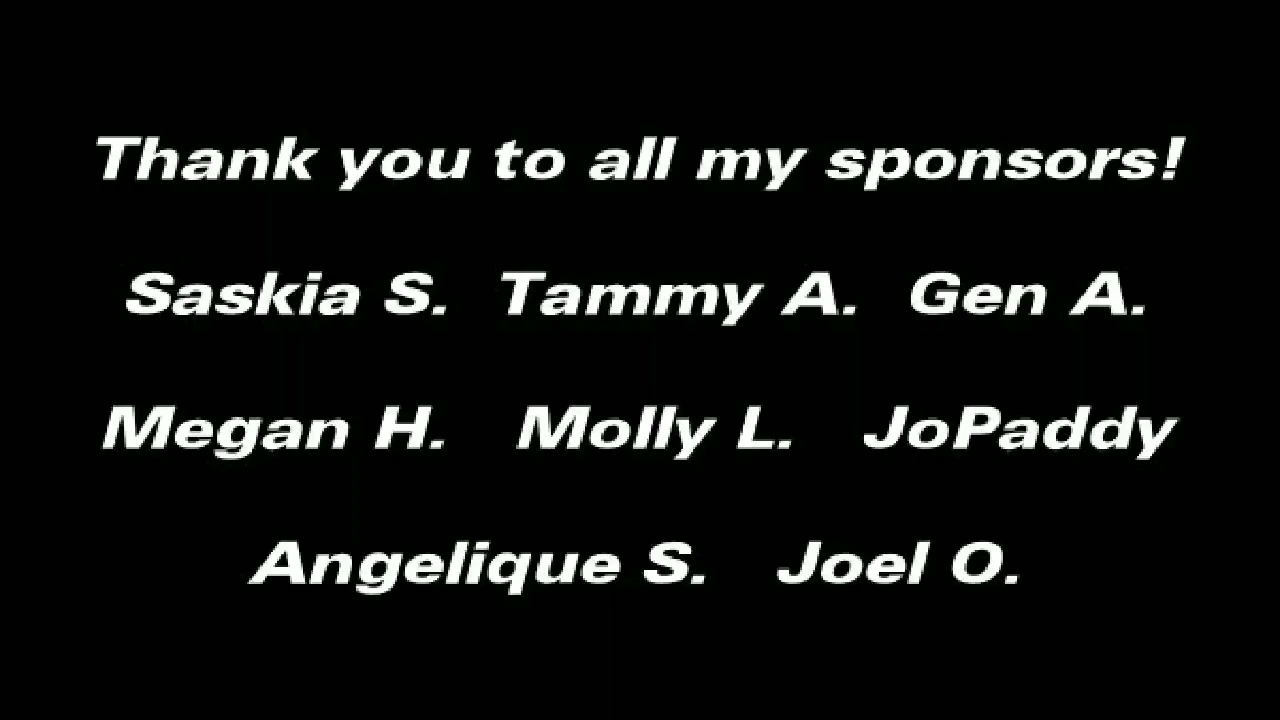 Thank you to all my sponsors!
Saskia S. Tammy A. Gen A.
Megan H. Molly L. JoPaddy
Angelique S. Joel O.